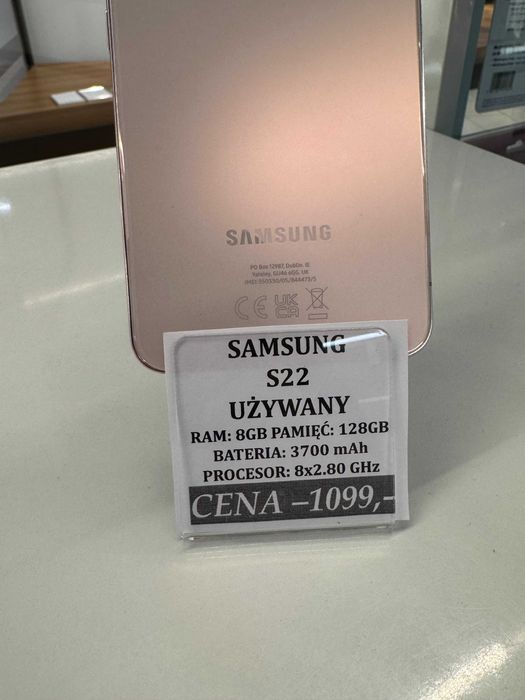 SAMSUNG
PO Box 12987, Dublin. IE
Yateley, GU46 6GG, UK
CE UK CA
SAMSUNG
S22
UŻYWANY
RAM: 8GB PAMIĘĆ: 128GB
BATERIA: 3700 mAh
PROCESOR: 8x2.80 GHz
CENA –1099,-